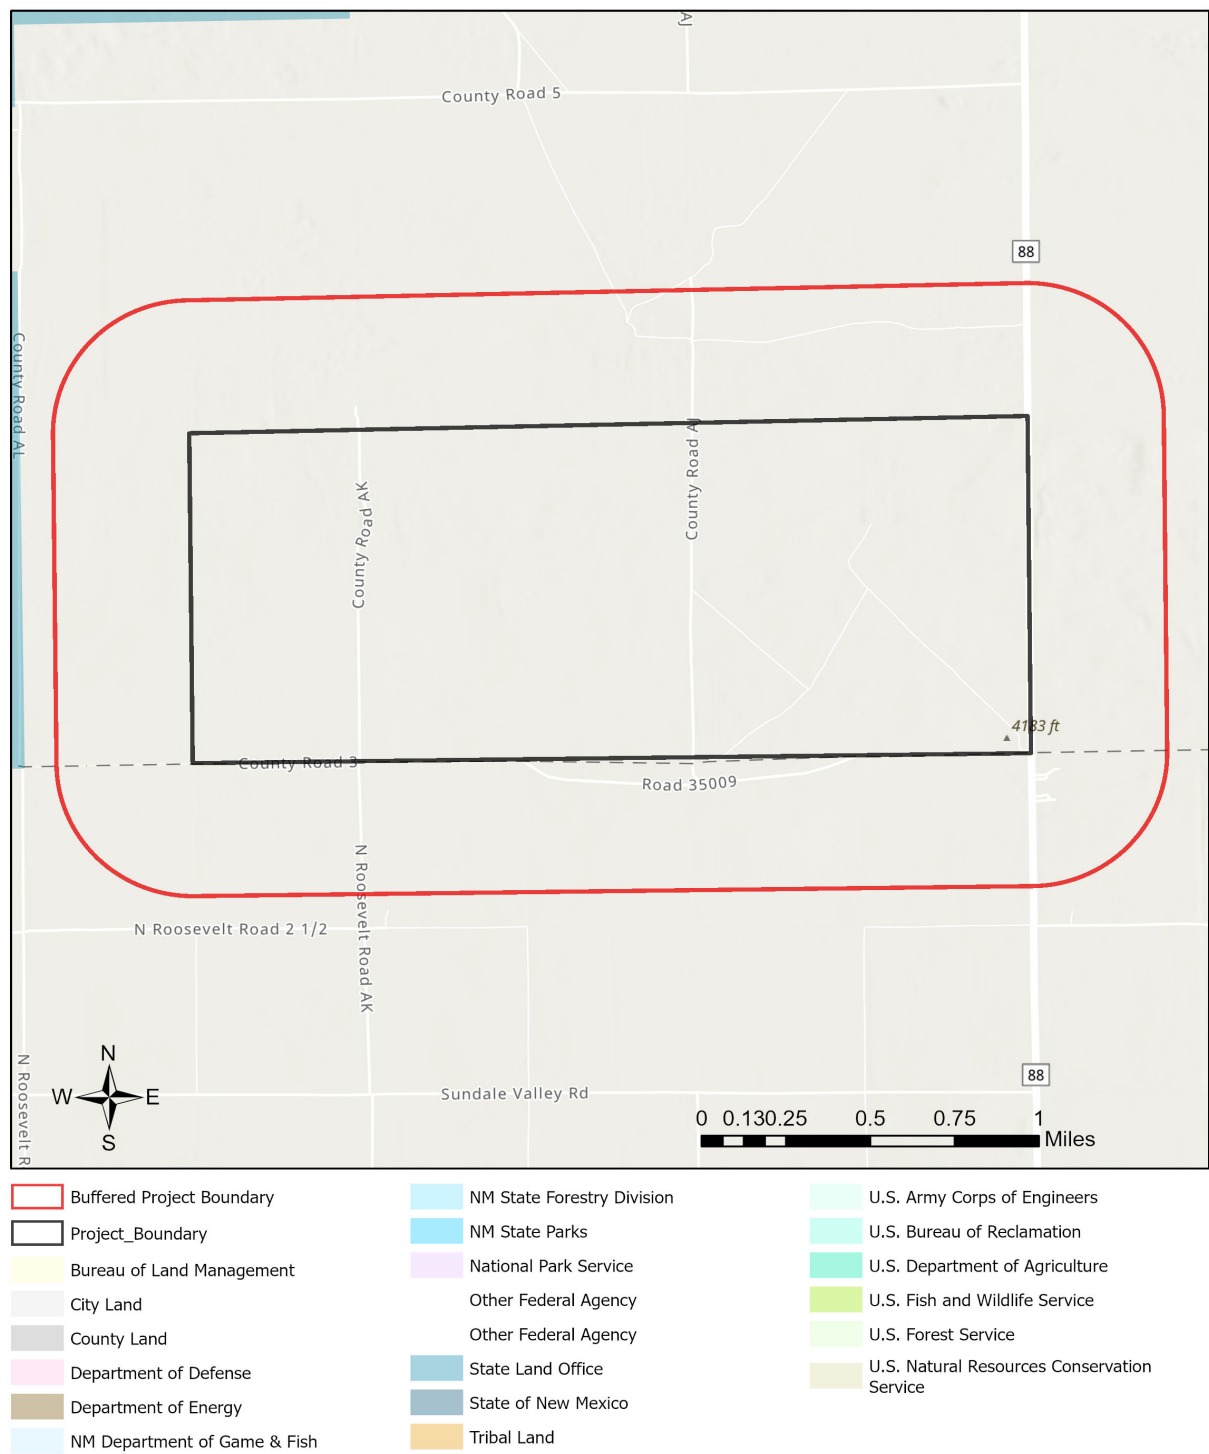 AJ
County Road 5
88
County Road AL
County Road AK
County Road AJ
4183 ft
County Road 3
Road 35009
N Roosevelt Road AK
N Roosevelt Road 2 1/2
N Roosevelt R
N
W E
S
Sundale Valley Rd
88
0 0.130.25 0.5 0.75 1
Miles
Buffered Project Boundary
Project_Boundary
Bureau of Land Management
City Land
County Land
Department of Defense
Department of Energy
NM Department of Game & Fish
NM State Forestry Division
NM State Parks
National Park Service
Other Federal Agency
Other Federal Agency
State Land Office
State of New Mexico
Tribal Land
U.S. Army Corps of Engineers
U.S. Bureau of Reclamation
U.S. Department of Agriculture
U.S. Fish and Wildlife Service
U.S. Forest Service
U.S. Natural Resources Conservation
Service